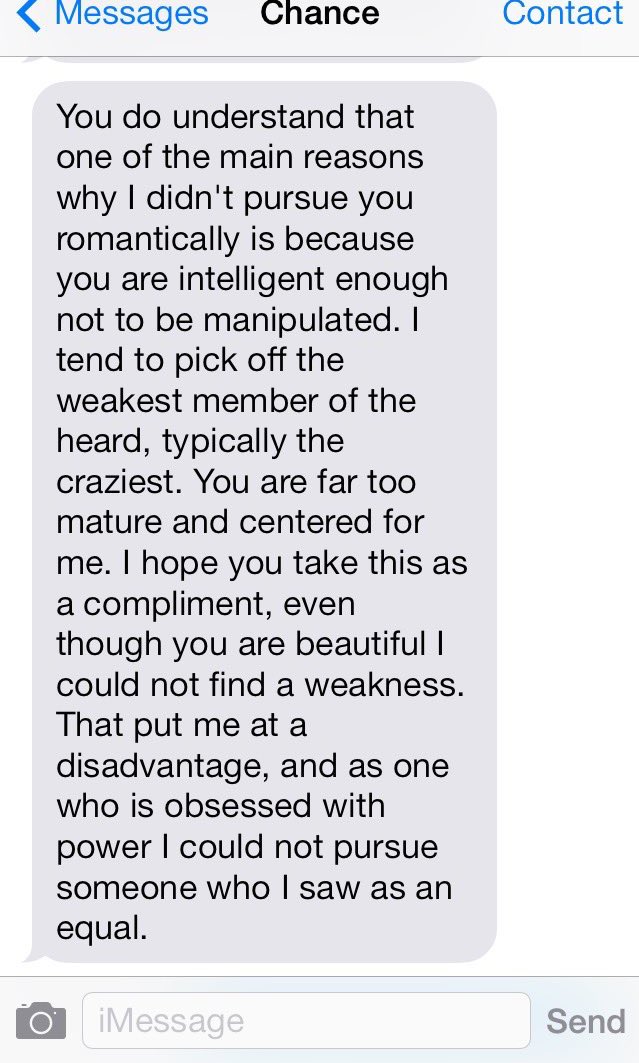 Messages Chance Contact
You do understand that
one of the main reasons
why I didn't pursue you
romantically is because
you are intelligent enough
not to be manipulated. I
tend to pick off the
weakest member of the
heard, typically the
craziest. You are far too
mature and centered for
me. I hope you take this as
a compliment, even
though you are beautiful I
could not find a weakness.
That put me at a
disadvantage, and as one
who is obsessed with
power I could not pursue
someone who I saw as an
equal.
iMessage Send